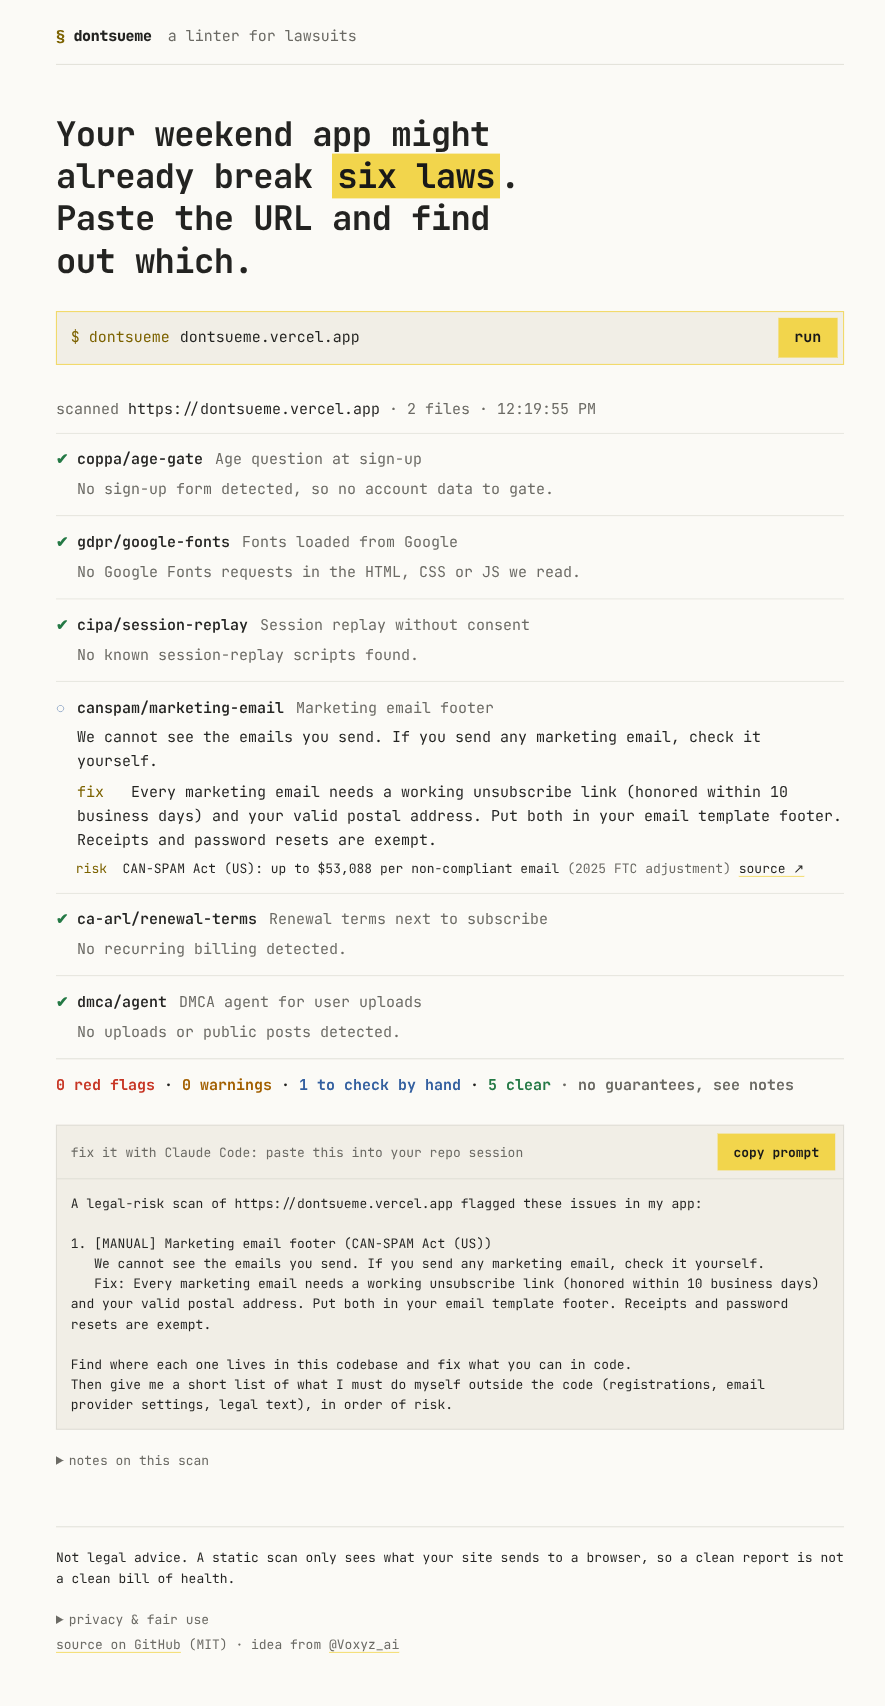 § dontsueme a linter for lawsuits
Your weekend app might
already break six laws.
Paste the URL and find
out which.
$ dontsueme dontsueme.vercel.app run
scanned https://dontsueme.vercel.app · 2 files · 12:19:55 PM
✔ coppa/age-gate Age question at sign-up
No sign-up form detected, so no account data to gate.
✔ gdpr/google-fonts Fonts loaded from Google
No Google Fonts requests in the HTML, CSS or JS we read.
✔ cipa/session-replay Session replay without consent
No known session-replay scripts found.
◌ canspam/marketing-email Marketing email footer
We cannot see the emails you send. If you send any marketing email, check it
yourself.
fix Every marketing email needs a working unsubscribe link (honored within 10
business days) and your valid postal address. Put both in your email template footer.
Receipts and password resets are exempt.
risk CAN-SPAM Act (US): up to $53,088 per non-compliant email (2025 FTC adjustment) source ↗
✔ ca-arl/renewal-terms Renewal terms next to subscribe
No recurring billing detected.
✔ dmca/agent DMCA agent for user uploads
No uploads or public posts detected.
0 red flags · 0 warnings · 1 to check by hand · 5 clear · no guarantees, see notes
fix it with Claude Code: paste this into your repo session copy prompt
A legal-risk scan of https://dontsueme.vercel.app flagged these issues in my app:
1. [MANUAL] Marketing email footer (CAN-SPAM Act (US))
We cannot see the emails you send. If you send any marketing email, check it yourself.
Fix: Every marketing email needs a working unsubscribe link (honored within 10 business days)
and your valid postal address. Put both in your email template footer. Receipts and password
resets are exempt.
Find where each one lives in this codebase and fix what you can in code.
Then give me a short list of what I must do myself outside the code (registrations, email
provider settings, legal text), in order of risk.
▶ notes on this scan
Not legal advice. A static scan only sees what your site sends to a browser, so a clean report is not
a clean bill of health.
▶ privacy & fair use
source on GitHub (MIT) · idea from @Voxyz_ai